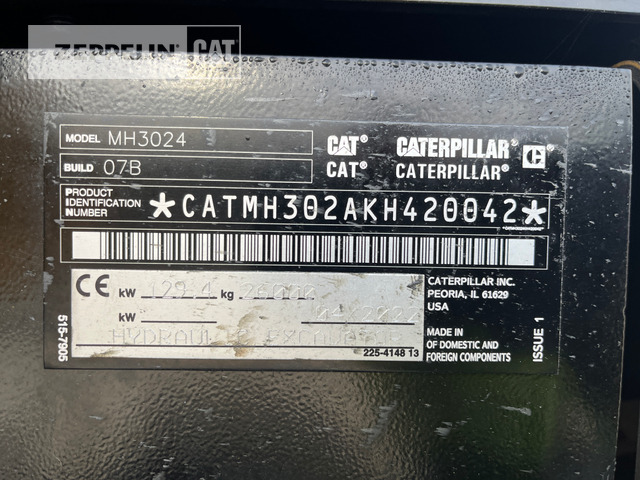 ZEPPELIN CAT
MODEL MH3024
BUILD 07B
CAT® CATERPILLAR®
CAT® CATERPILLAR®
PRODUCT IDENTIFICATION NUMBER *CATMH302AKH420042*
CE kW 129.4 kg 26000
kW 2022
225-4148 13
CATERPILLAR INC.
PEORIA, IL 61629
USA
MADE IN
OF DOMESTIC AND
FOREIGN COMPONENTS
515-7905
ISSUE 1